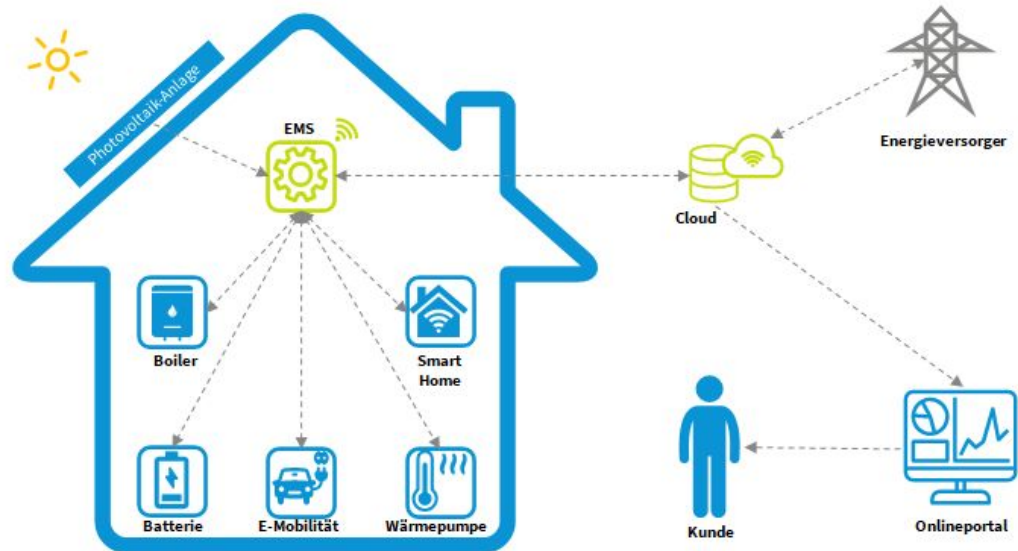 Photovoltaik-Anlage
EMS
Energieversorger
Cloud
Boiler
Smart
Home
Batterie
E-Mobilität
Wärmepumpe
Kunde
Onlineportal